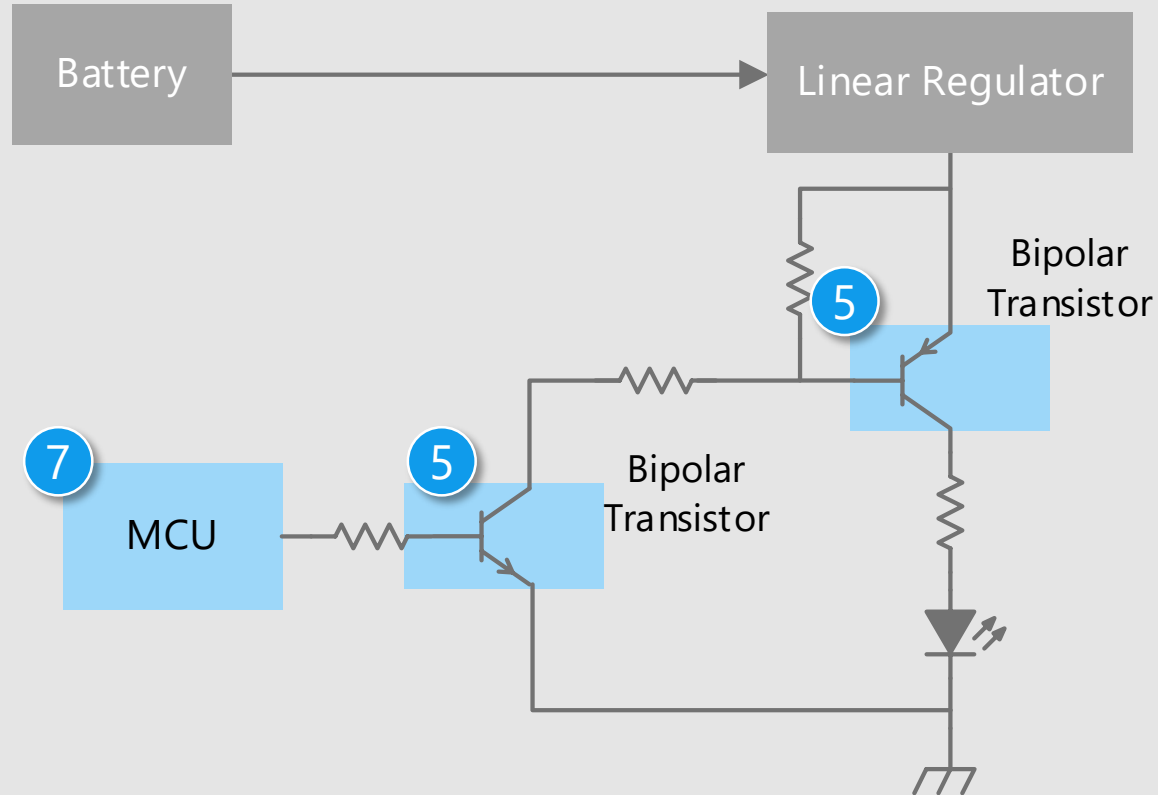 Battery
Linear Regulator
Bipolar
Transistor
5
7
5
Bipolar
Transistor
MCU